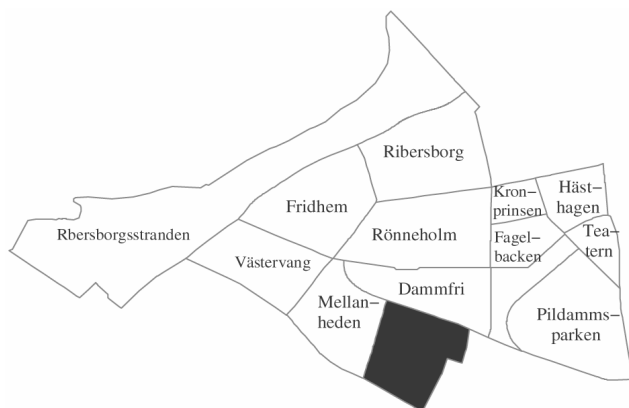 Ribersborg
Kron–
prinsen
Häst–
hagen
Fridhem
Rbersborgsstranden
Rönneholm
Fagel–
backen
Tea–
tern
Västervang
Dammfri
Mellan–
heden
Pildamms–
parken